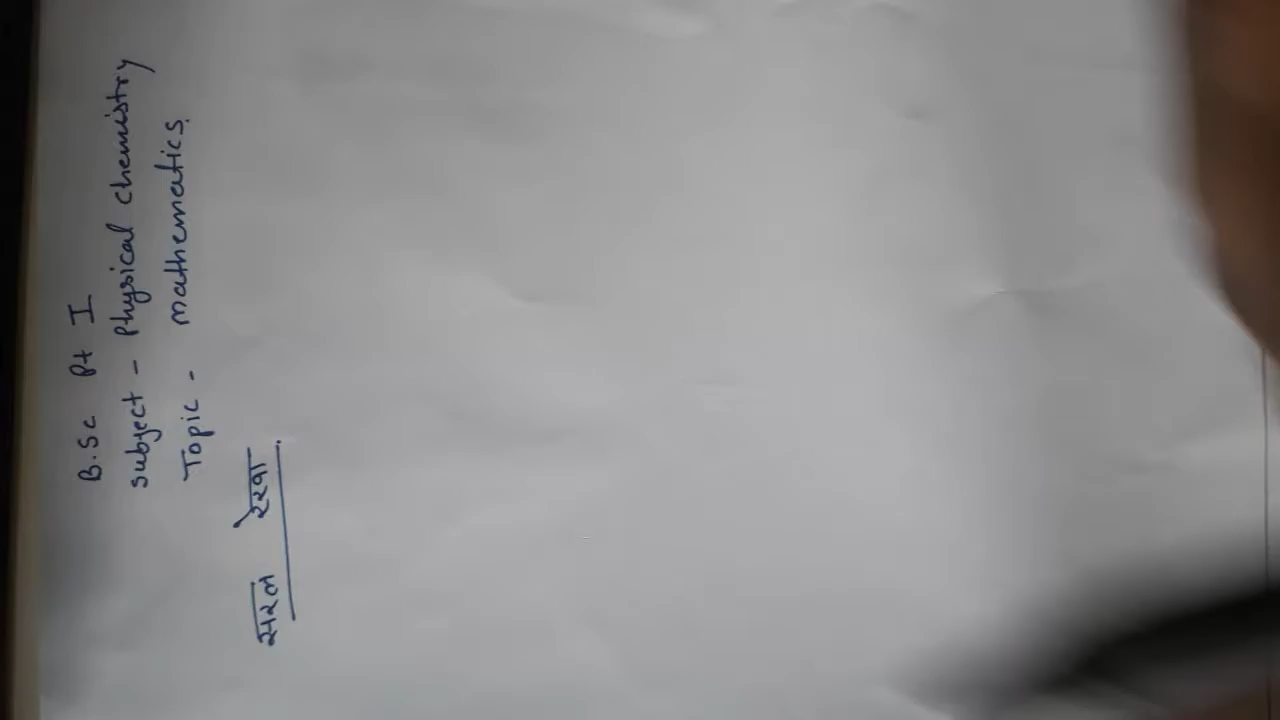 B.Sc Pt I
Subject - Physical chemistry
Topic - mathematics.
सरल रेखा